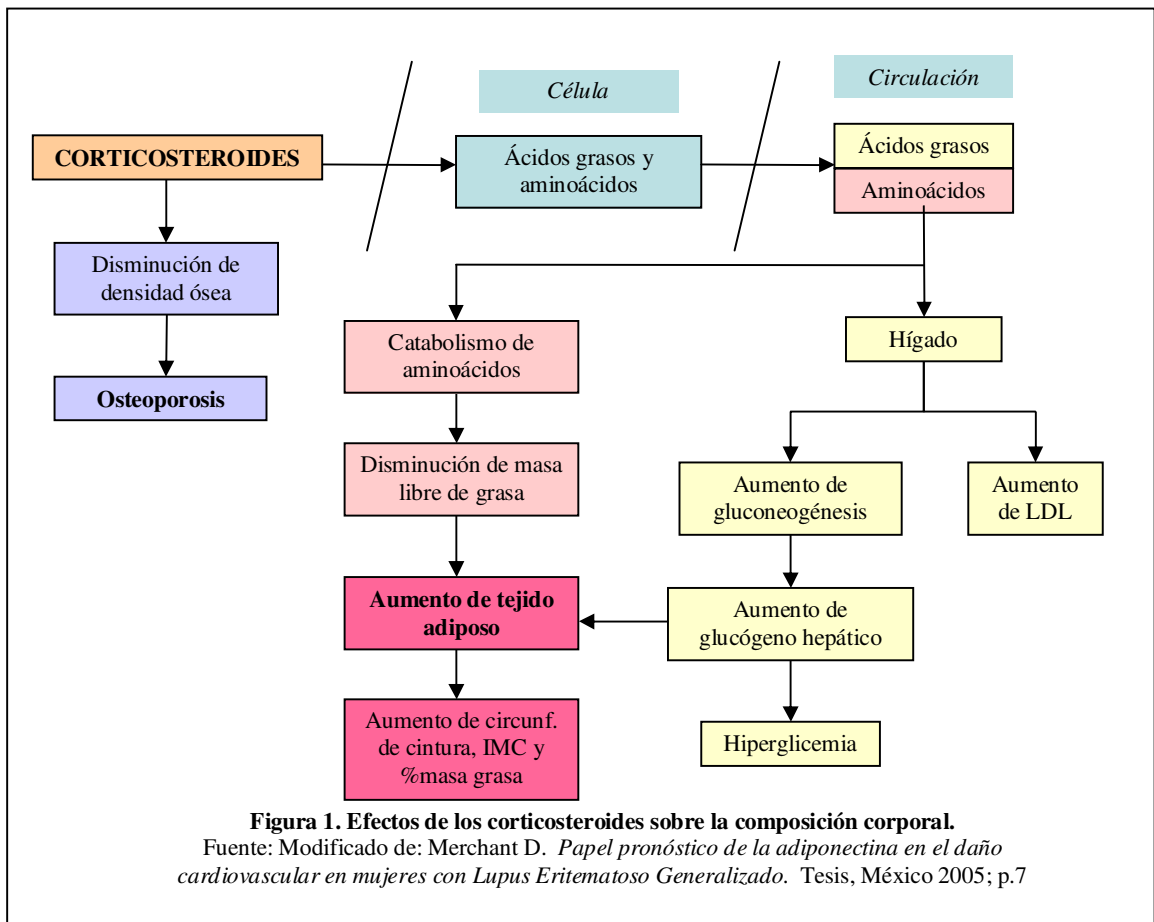 Célula
Circulación
CORTICOSTEROIDES
Ácidos grasos y
aminoácidos
Ácidos grasos
Aminoácidos
Disminución de
densidad ósea
Osteoporosis
Catabolismo de
aminoácidos
Hígado
Disminución de masa
libre de grasa
Aumento de
gluconeogénesis
Aumento
de LDL
Aumento de tejido
adiposo
Aumento de
glucógeno hepático
Aumento de circunf.
de cintura, IMC y
%masa grasa
Hiperglicemia
Figura 1. Efectos de los corticosteroides sobre la composición corporal.
Fuente: Modificado de: Merchant D. Papel pronóstico de la adiponectina en el daño
cardiovascular en mujeres con Lupus Eritematoso Generalizado. Tesis, México 2005; p.7